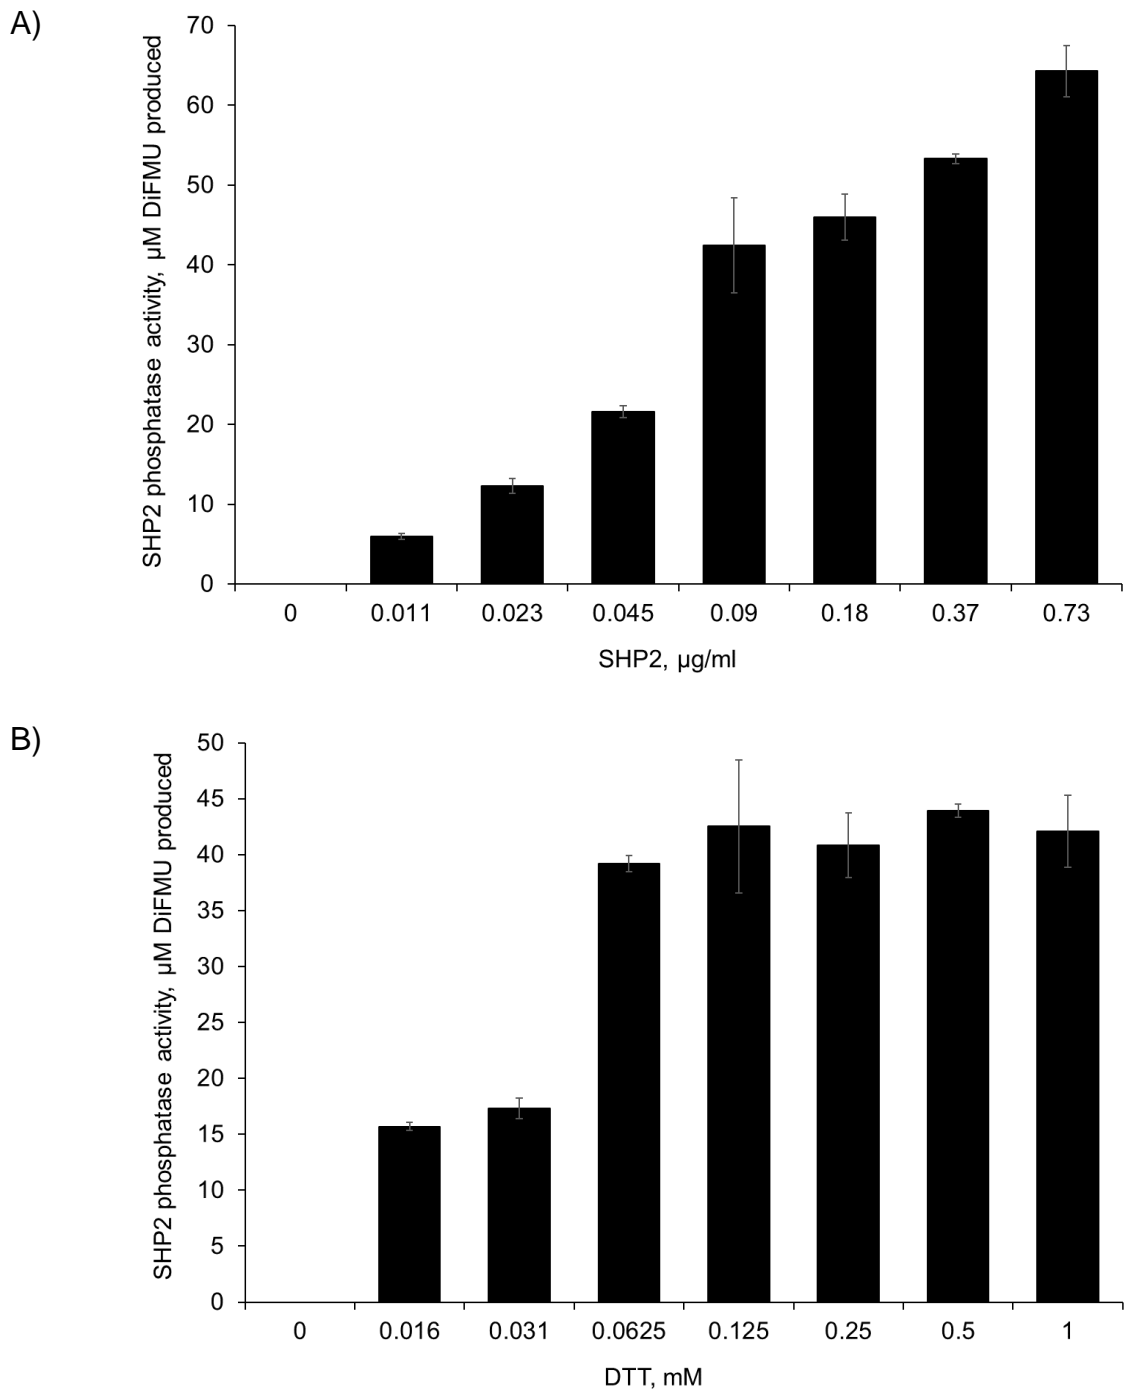 A)
SHP2 phosphatase activity, µM DiFMU produced
70
60
50
40
30
20
10
0
0 0.011 0.023 0.045 0.09 0.18 0.37 0.73
SHP2, µg/ml
B)
SHP2 phosphatase activity, µM DiFMU produced
50
45
40
35
30
25
20
15
10
5
0
0 0.016 0.031 0.0625 0.125 0.25 0.5 1
DTT, mM